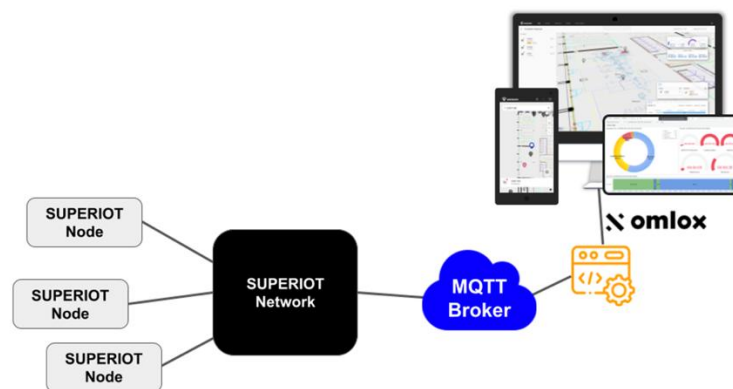 SUPERIOT
Node
SUPERIOT
Node
SUPERIOT
Node
SUPERIOT
Network
MQTT
Broker
</>
omlox